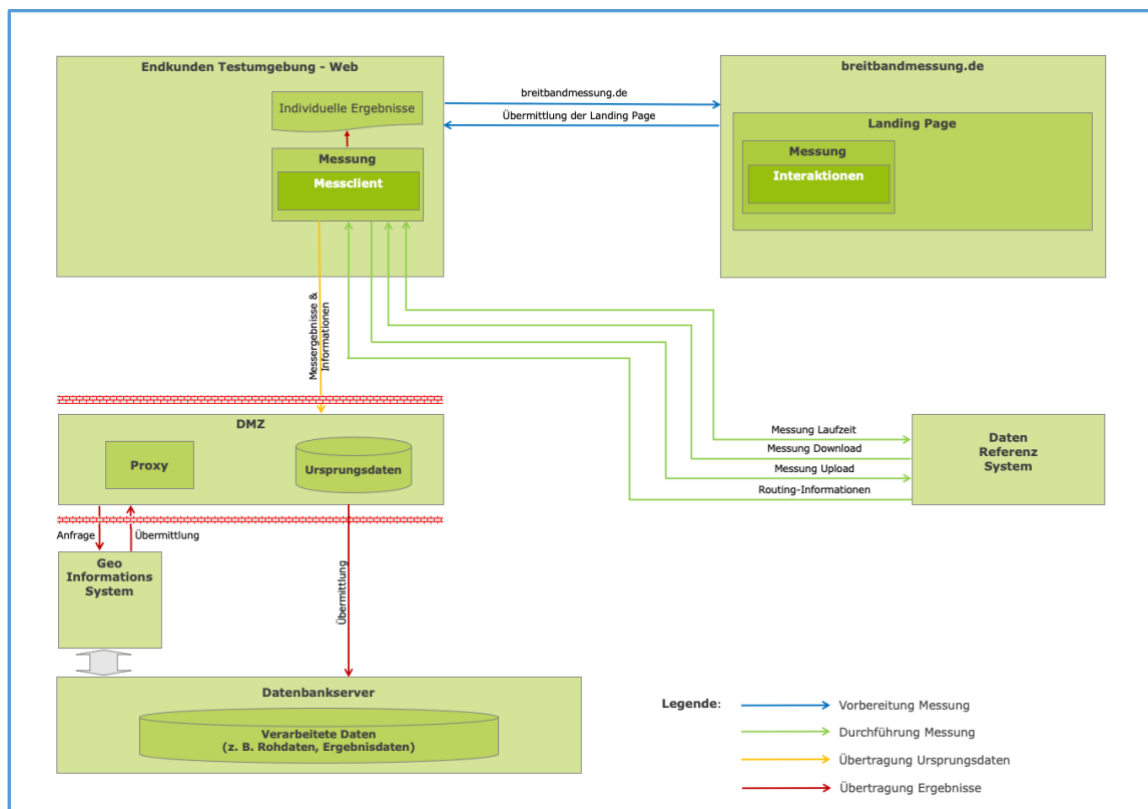 Endkunden Testumgebung - Web
Individuelle Ergebnisse
Messung
Messclient
breitbandmessung.de
Übermittlung der Landing Page
breitbandmessung.de
Landing Page
Messung
Interaktionen
Messergebnisse &
Informationen
DMZ
Proxy
Ursprungsdaten
Messung Laufzeit
Messung Download
Messung Upload
Routing-Informationen
Daten
Referenz
System
Anfrage
Übermittlung
Geo
Informations
System
Übermittlung
Datenbankserver
Verarbeitete Daten
(z. B. Rohdaten, Ergebnisdaten)
Legende:
Vorbereitung Messung
Durchführung Messung
Übertragung Ursprungsdaten
Übertragung Ergebnisse